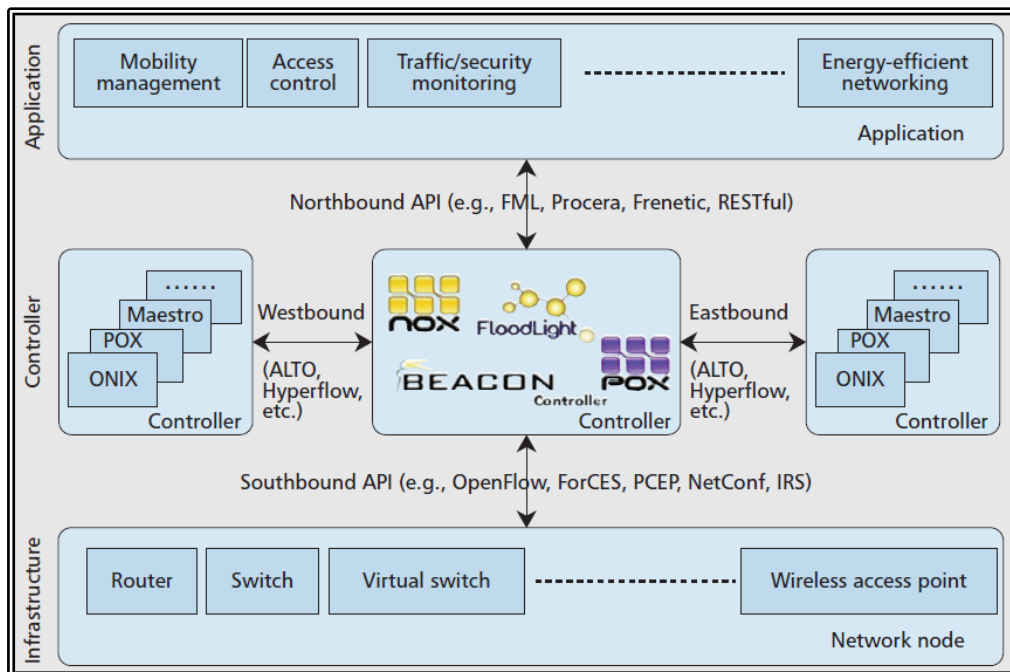 Application
Mobility
management
Access
control
Traffic/security
monitoring
Energy-efficient
networking
Application
Northbound API (e.g., FML, Procera, Frenetic, RESTful)
Controller
......
Maestro
POX
ONIX
Controller
Westbound
(ALTO,
Hyperflow,
etc.)
nox
FloodLight
BEACON
Controller
POX
Controller
Eastbound
(ALTO,
Hyperflow,
etc.)
......
Maestro
POX
ONIX
Controller
Southbound API (e.g., OpenFlow, ForCES, PCEP, NetConf, IRS)
Infrastructure
Router
Switch
Virtual switch
Wireless access point
Network node